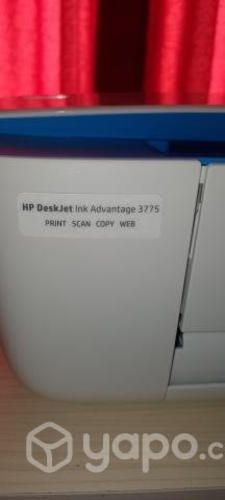 HP DeskJet Ink Advantage 3775
PRINT SCAN COPY WEB
yapo.c